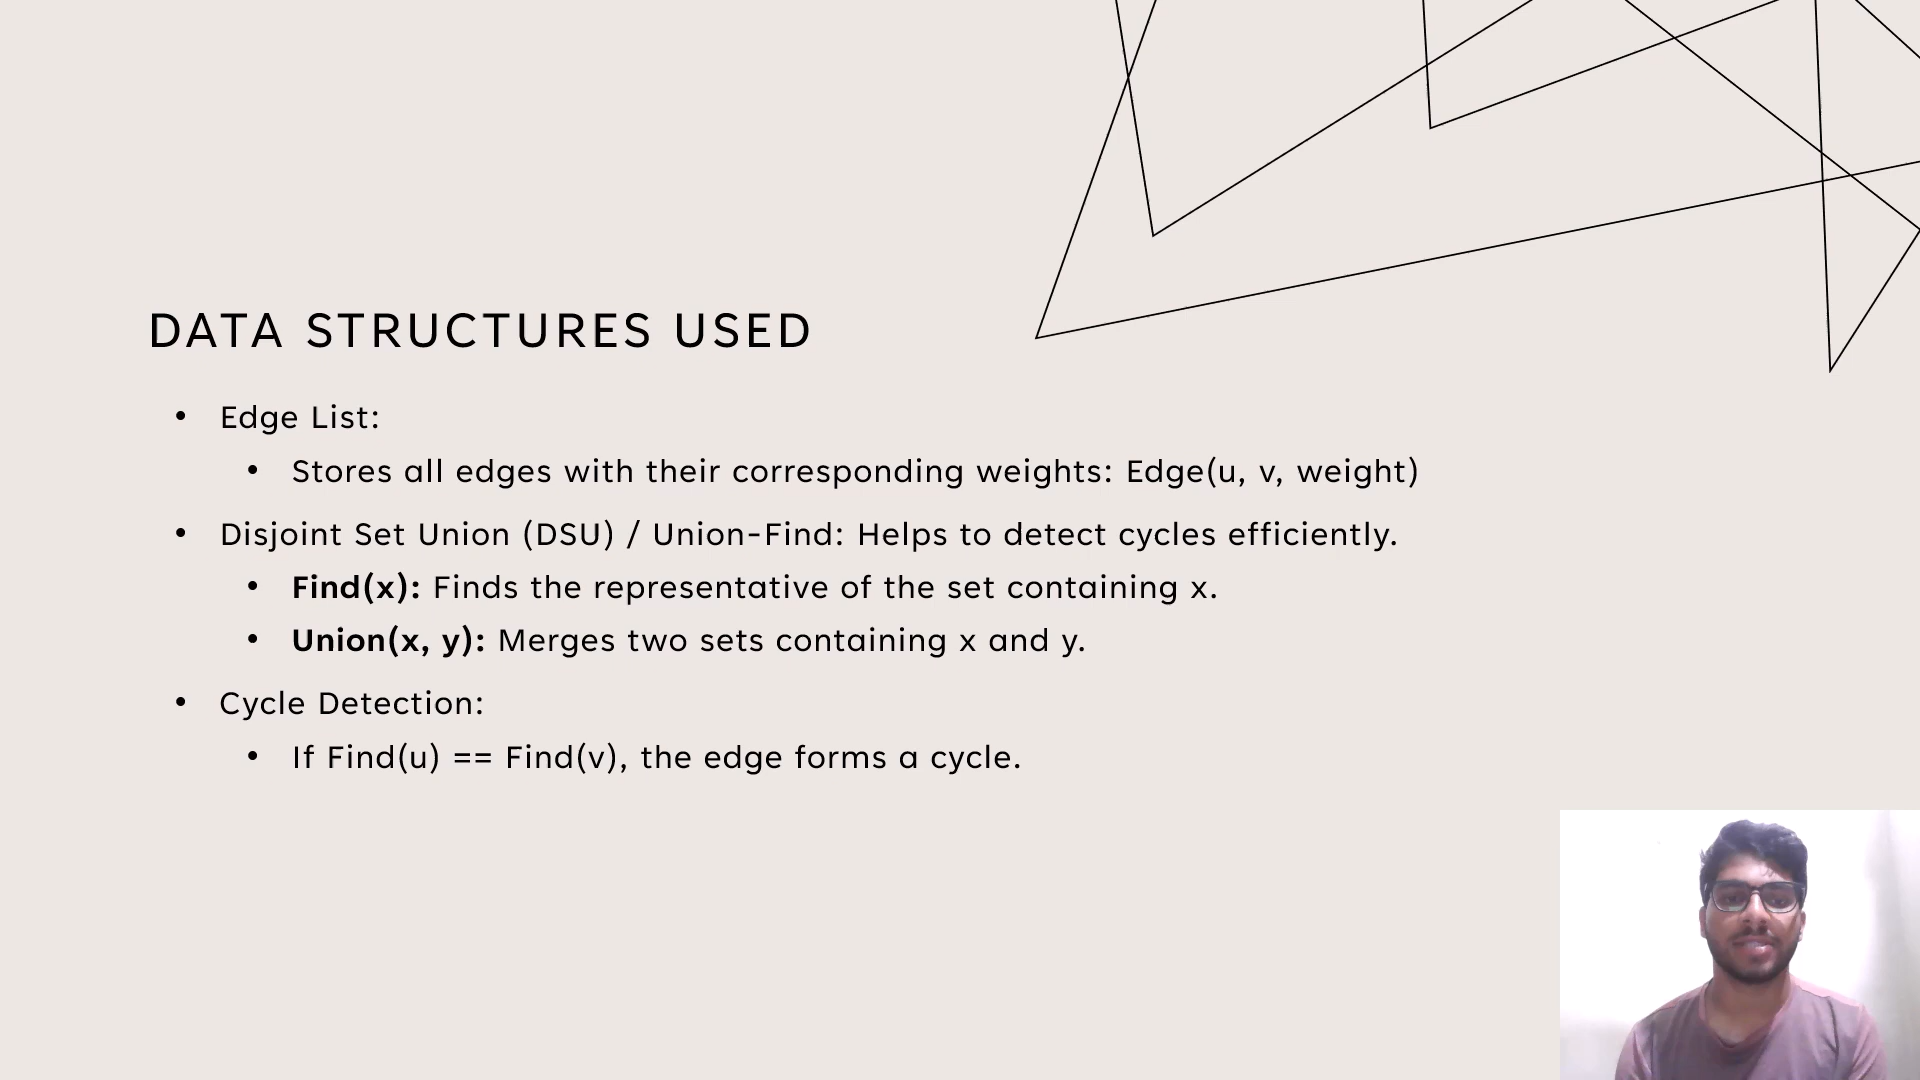 DATA STRUCTURES USED
• Edge List:
• Stores all edges with their corresponding weights: Edge(u, v, weight)
• Disjoint Set Union (DSU) / Union-Find: Helps to detect cycles efficiently.
• Find(x): Finds the representative of the set containing x.
• Union(x, y): Merges two sets containing x and y.
• Cycle Detection:
• If Find(u) == Find(v), the edge forms a cycle.